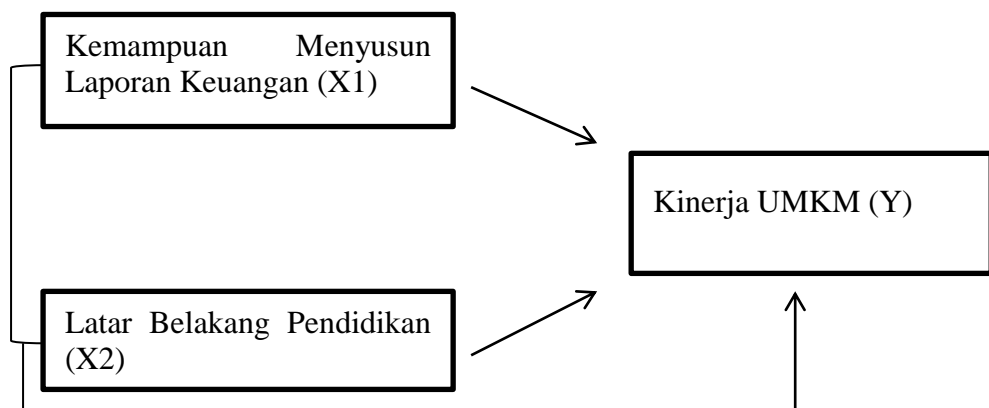 Kemampuan Menyusun
Laporan Keuangan (X1)
Kinerja UMKM (Y)
Latar Belakang Pendidikan
(X2)